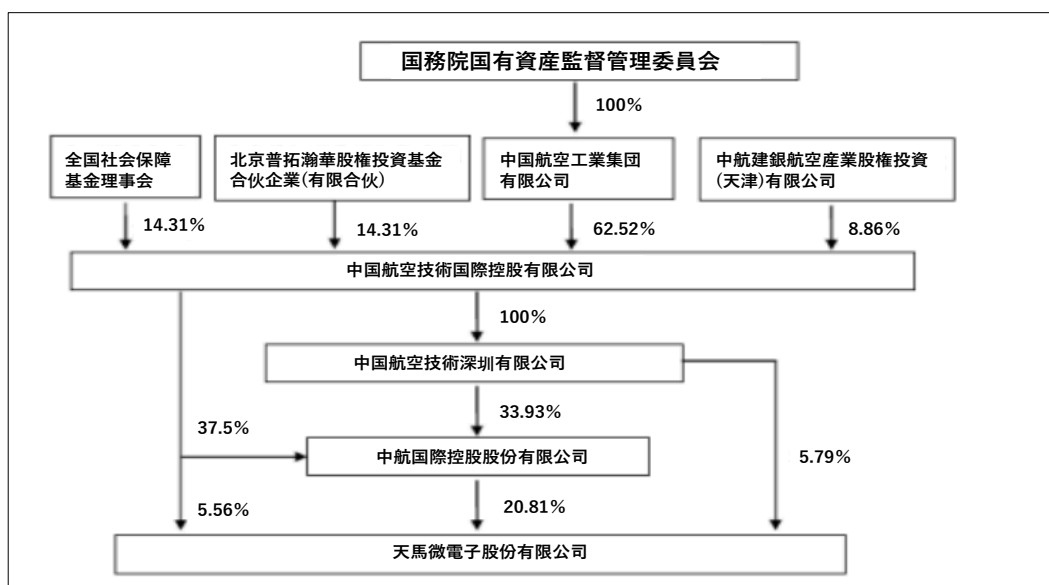 国務院国有資産監督管理委員会
100%
全国社会保障
基金理事会
北京普拓瀚華股権投資基金
合伙企業(有限合伙)
中国航空工業集団
有限公司
中航建銀航空産業股権投資
(天津)有限公司
14.31%
14.31%
62.52%
8.86%
中国航空技術国際控股有限公司
100%
中国航空技術深圳有限公司
33.93%
37.5%
中航国際控股股份有限公司
5.79%
5.56%
20.81%
天馬微電子股份有限公司